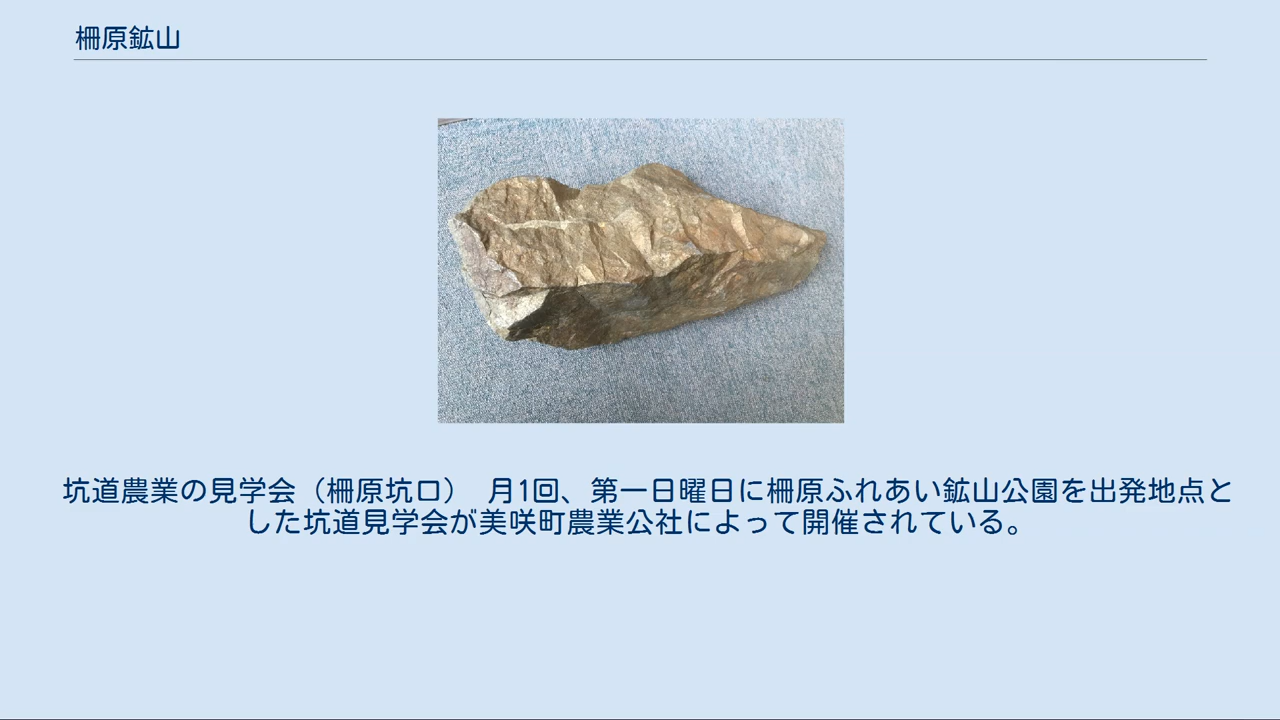 柵原鉱山
坑道農業の見学会（柵原坑口）　月1回、第一日曜日に柵原ふれあい鉱山公園を出発地点と
した坑道見学会が美咲町農業公社によって開催されている。